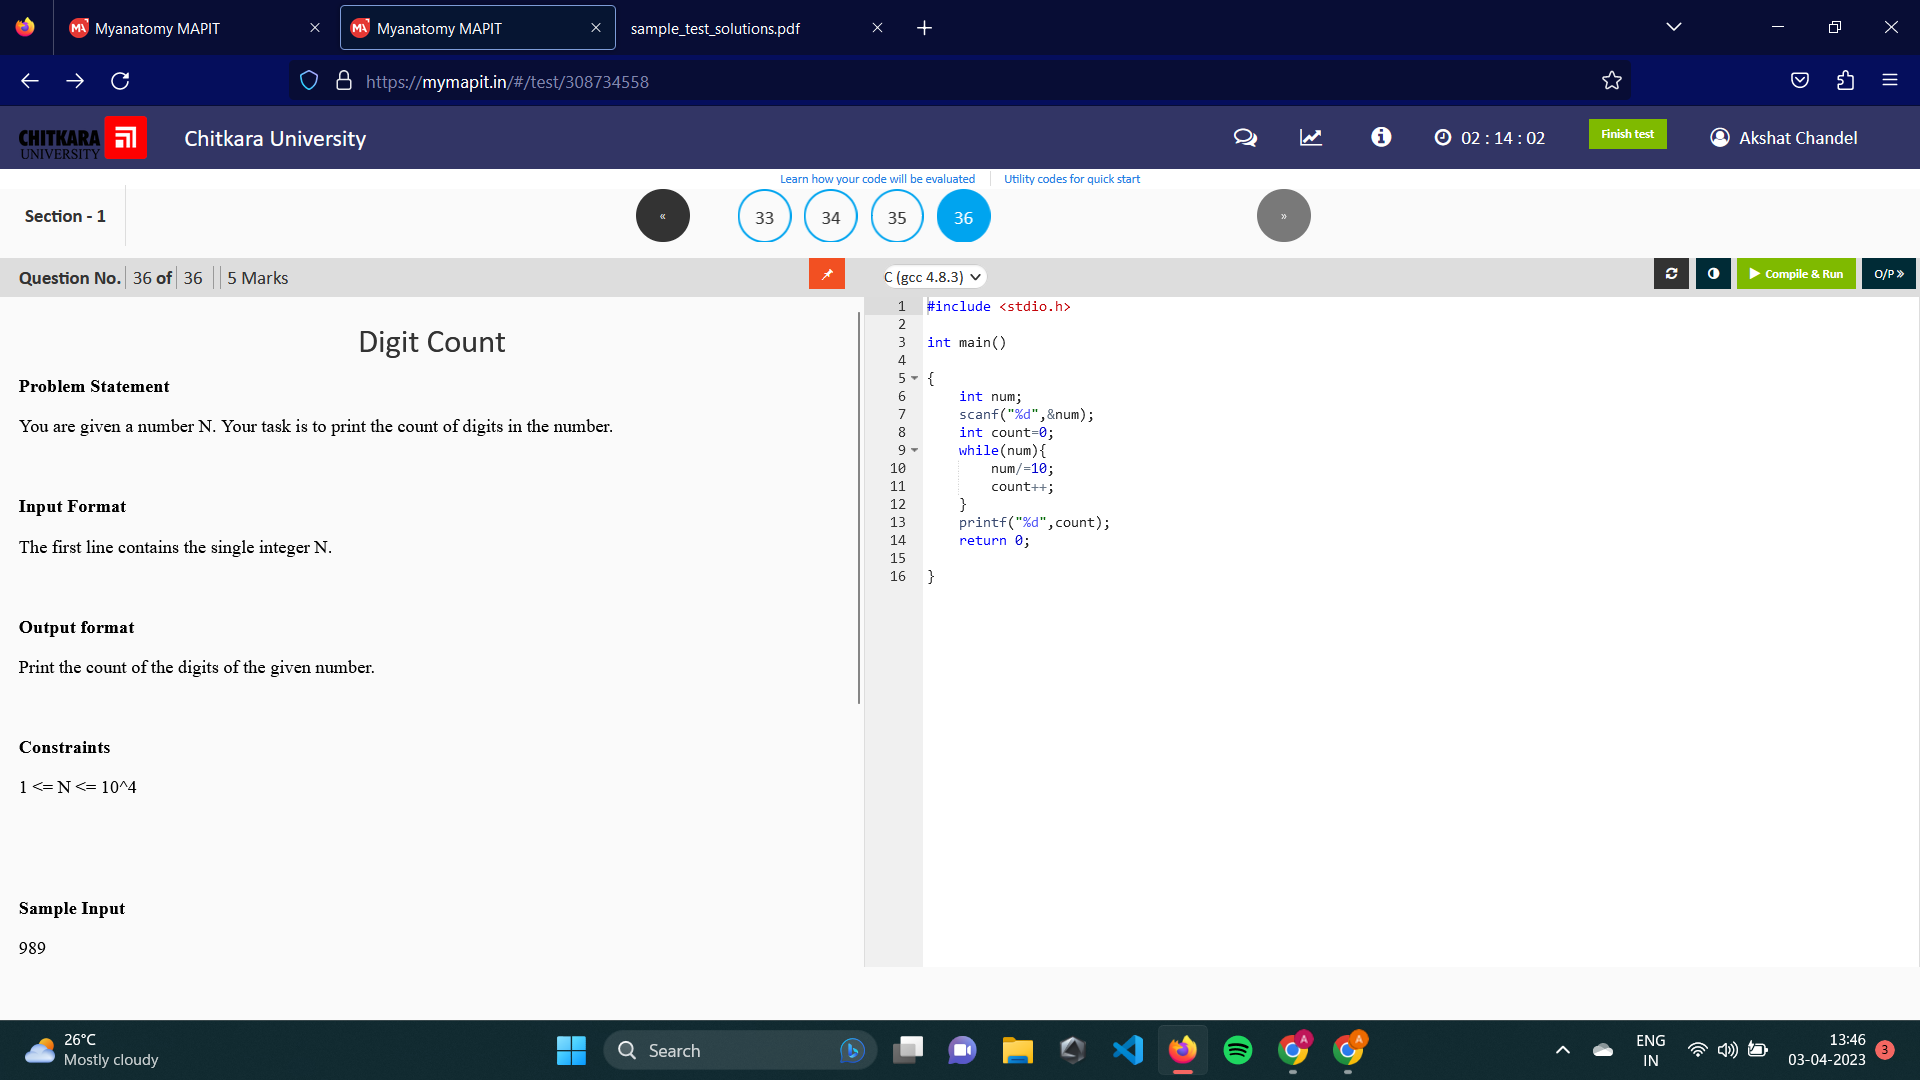 Myanatomy MAPIT
Myanatomy MAPIT
sample_test_solutions.pdf
https://mymapit.in/#/test/308734558
CHITKARA
UNIVERSITY
Chitkara University
02 : 14 : 02
Finish test
Akshat Chandel
Learn how your code will be evaluated
Utility codes for quick start
Section - 1
«
33
34
35
36
»
Question No. 36 of 36 5 Marks
C (gcc 4.8.3)
Compile & Run
O/P »
Digit Count
Problem Statement
You are given a number N. Your task is to print the count of digits in the number.
Input Format
The first line contains the single integer N.
Output format
Print the count of the digits of the given number.
Constraints
1 <= N <= 10^4
Sample Input
989
1 #include <stdio.h>
2
3 int main()
4
5 {
6 int num;
7 scanf("%d",&num);
8 int count=0;
9 while(num){
10 num/=10;
11 count++;
12 }
13 printf("%d",count);
14 return 0;
15
16 }
26°C
Mostly cloudy
Search
A
A
ENG
IN
13:46
03-04-2023
3